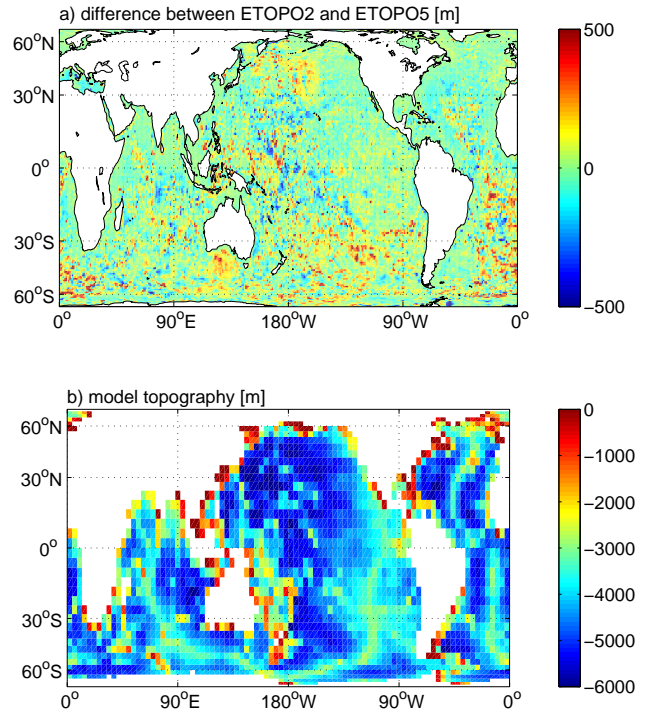 a) difference between ETOPO2 and ETOPO5 [m]
60°N
30°N
0°
30°S
60°S
0°
90°E
180°W
90°W
0°
500
0
−500
b) model topography [m]
60°N
30°N
0°
30°S
60°S
0°
90°E
180°W
90°W
0°
0
−1000
−2000
−3000
−4000
−5000
−6000